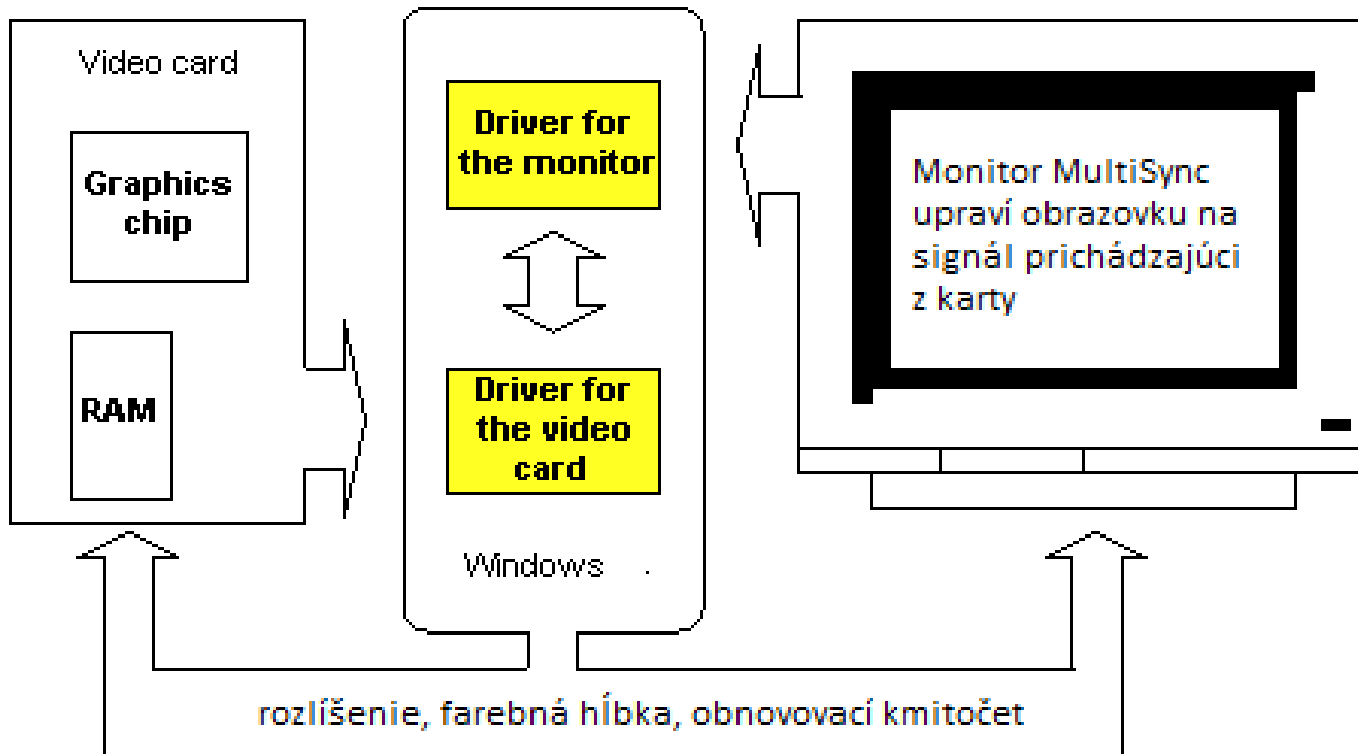 Video card
Graphics
chip
RAM
Driver for
the monitor
Driver for
the video
card
Windows .
Monitor MultiSync
upraví obrazovku na
signál prichádzajúci
z karty
rozlíšenie, farebná hĺbka, obnovovací kmitočet